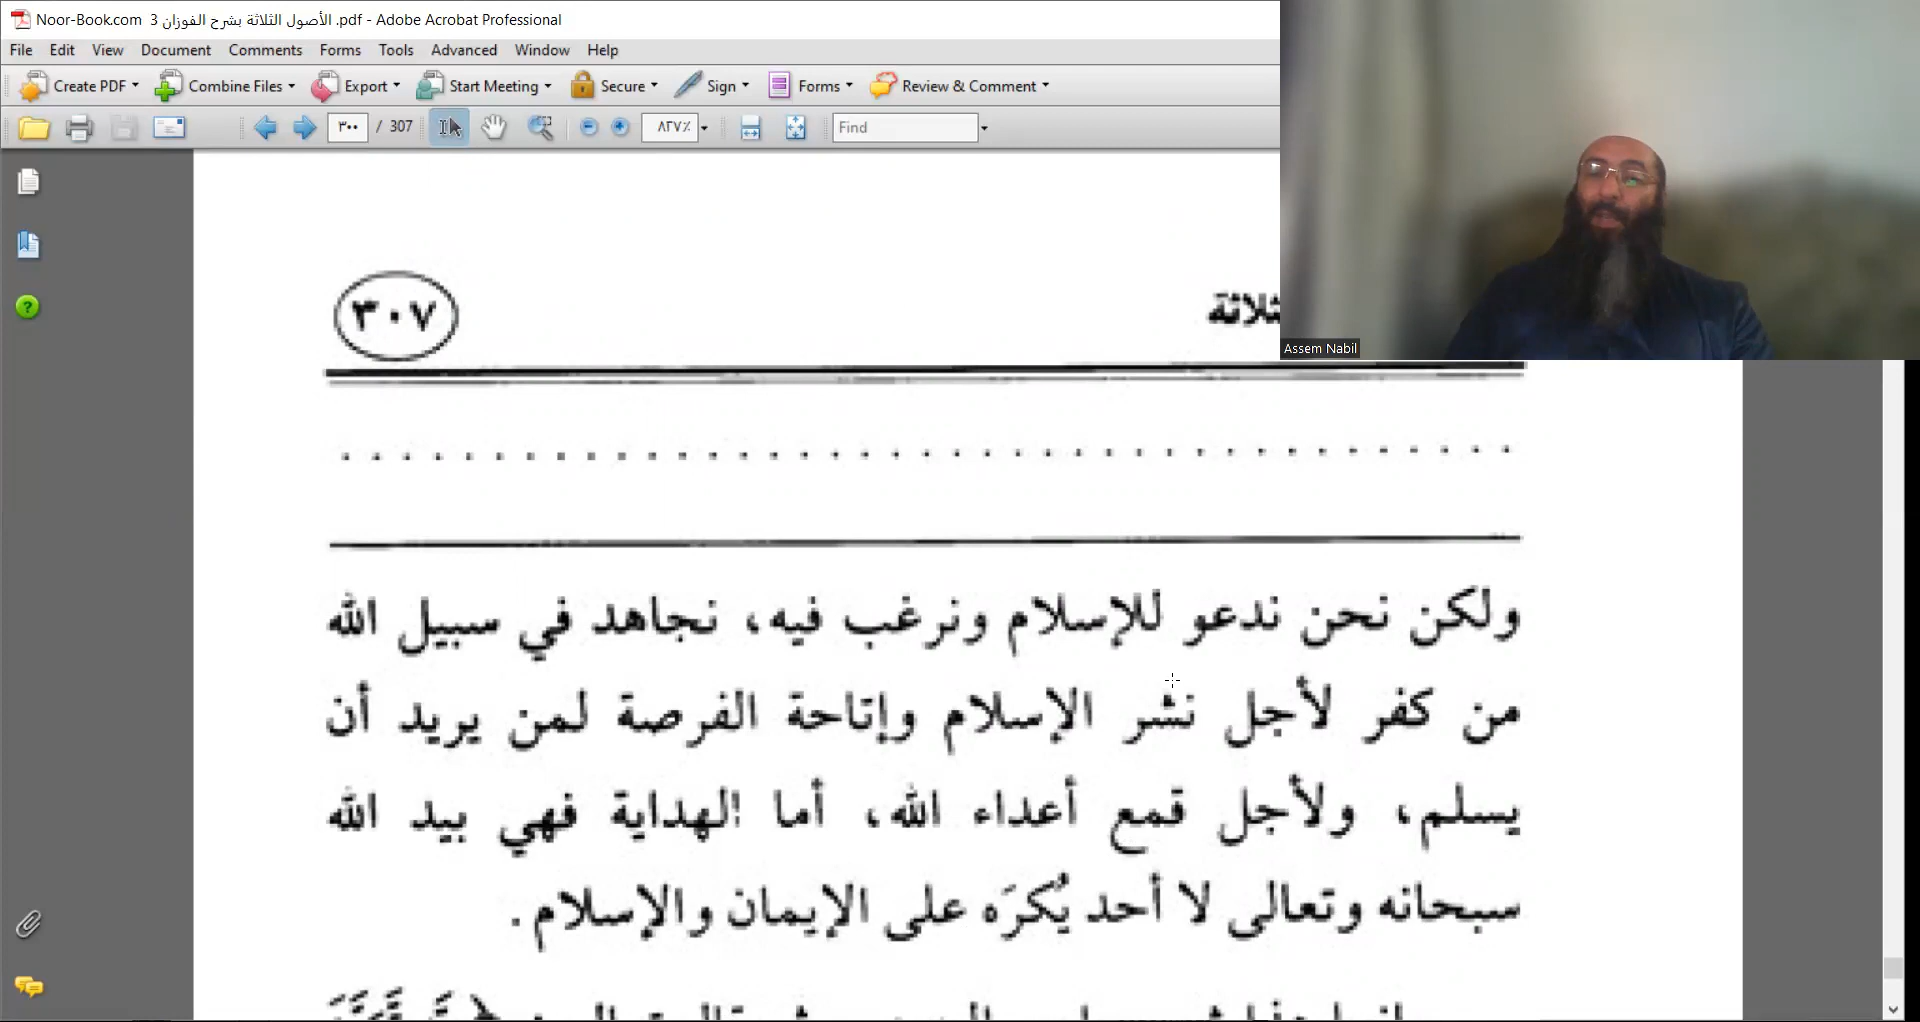 Noor-Book.com 3 الأصول الثلاثة بشرح الفوزان .pdf - Adobe Acrobat Professional
File Edit View Document Comments Forms Tools Advanced Window Help
Create PDF Combine Files Export Start Meeting Secure Sign Forms Review & Comment
٣٠٠ / 307 ٨٢٧٪ Find
Assem Nabil
٣٠٧
ولكن نحن ندعو للإسلام ونرغب فيه، نجاهد في سبيل الله
من كفر لأجل نشر الإسلام وإتاحة الفرصة لمن يريد أن
يسلم، ولأجل قمع أعداء الله، أما الهداية فهي بيد الله
سبحانه وتعالى لا أحد يُكرَه على الإيمان والإسلام.